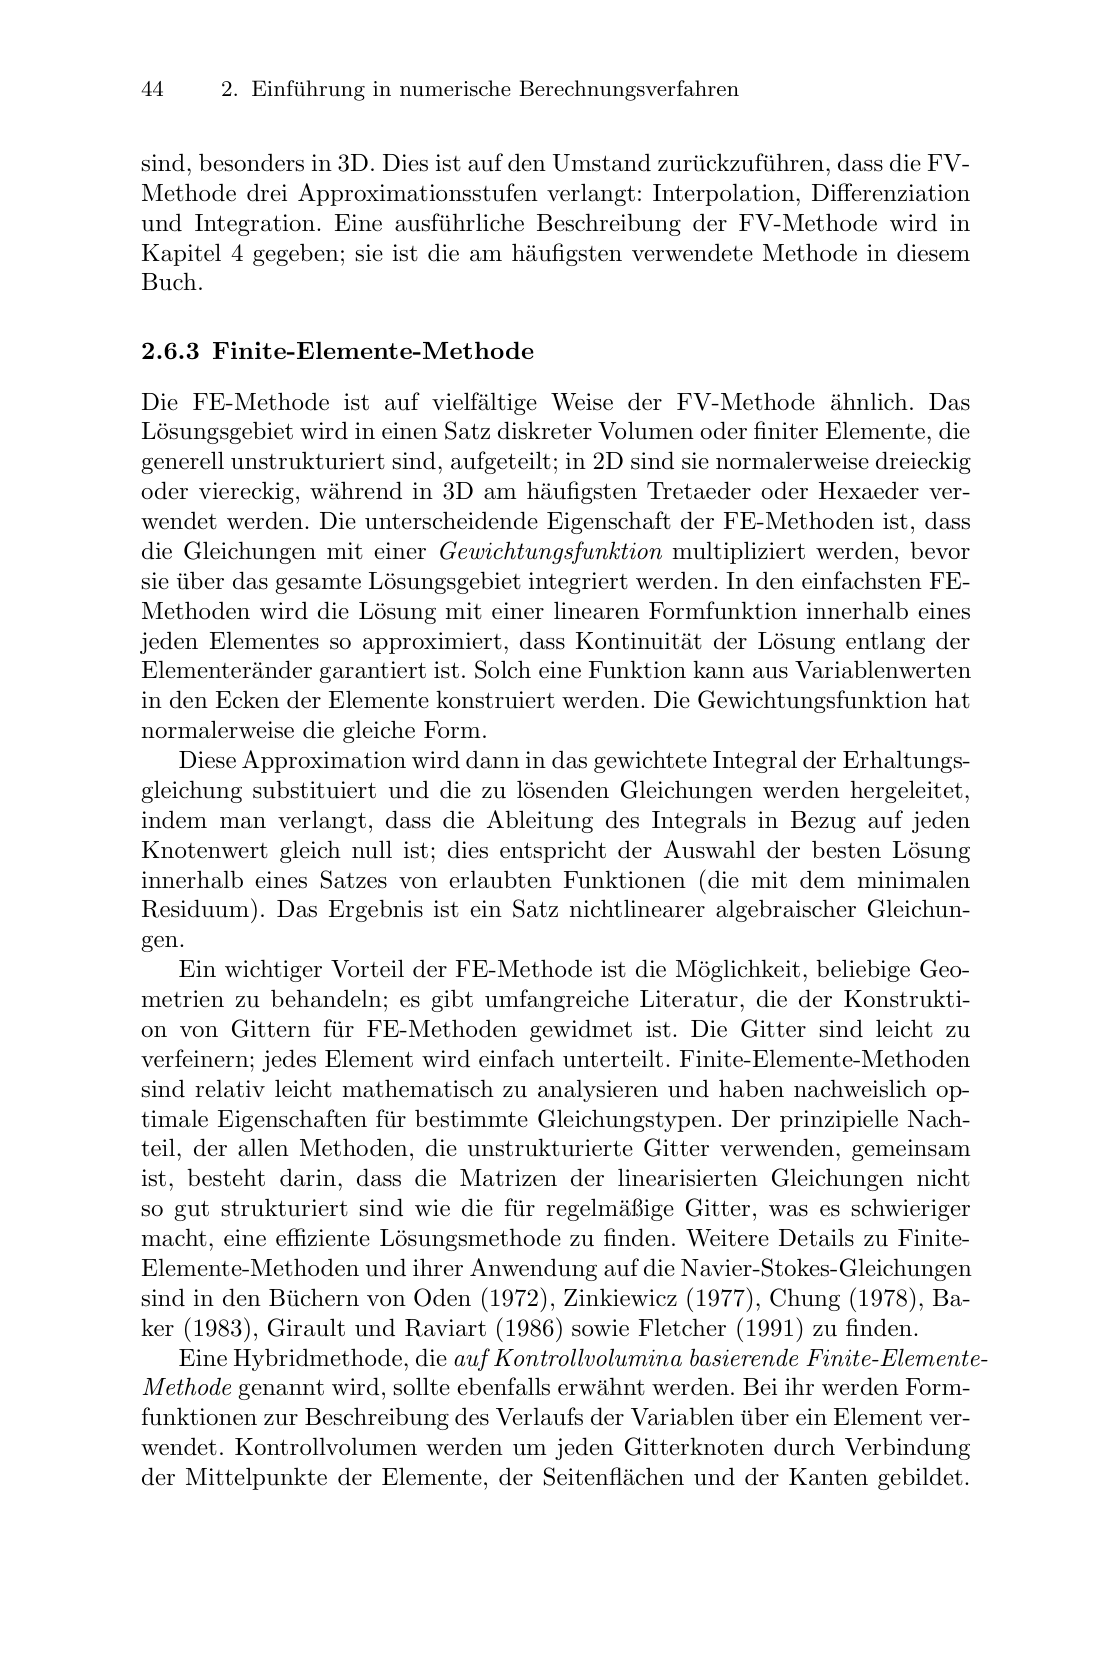 44 2. Einführung in numerische Berechnungsverfahren
sind, besonders in 3D. Dies ist auf den Umstand zurückzuführen, dass die FV-
Methode drei Approximationsstufen verlangt: Interpolation, Differenziation
und Integration. Eine ausführliche Beschreibung der FV-Methode wird in
Kapitel 4 gegeben; sie ist die am häufigsten verwendete Methode in diesem
Buch.
2.6.3 Finite-Elemente-Methode
Die FE-Methode ist auf vielfältige Weise der FV-Methode ähnlich. Das
Lösungsgebiet wird in einen Satz diskreter Volumen oder finiter Elemente, die
generell unstrukturiert sind, aufgeteilt; in 2D sind sie normalerweise dreieckig
oder viereckig, während in 3D am häufigsten Tretaeder oder Hexaeder ver-
wendet werden. Die unterscheidende Eigenschaft der FE-Methoden ist, dass
die Gleichungen mit einer Gewichtungsfunktion multipliziert werden, bevor
sie über das gesamte Lösungsgebiet integriert werden. In den einfachsten FE-
Methoden wird die Lösung mit einer linearen Formfunktion innerhalb eines
jeden Elementes so approximiert, dass Kontinuität der Lösung entlang der
Elementeränder garantiert ist. Solch eine Funktion kann aus Variablenwerten
in den Ecken der Elemente konstruiert werden. Die Gewichtungsfunktion hat
normalerweise die gleiche Form.
Diese Approximation wird dann in das gewichtete Integral der Erhaltungs-
gleichung substituiert und die zu lösenden Gleichungen werden hergeleitet,
indem man verlangt, dass die Ableitung des Integrals in Bezug auf jeden
Knotenwert gleich null ist; dies entspricht der Auswahl der besten Lösung
innerhalb eines Satzes von erlaubten Funktionen (die mit dem minimalen
Residuum). Das Ergebnis ist ein Satz nichtlinearer algebraischer Gleichun-
gen.
Ein wichtiger Vorteil der FE-Methode ist die Möglichkeit, beliebige Geo-
metrien zu behandeln; es gibt umfangreiche Literatur, die der Konstrukti-
on von Gittern für FE-Methoden gewidmet ist. Die Gitter sind leicht zu
verfeinern; jedes Element wird einfach unterteilt. Finite-Elemente-Methoden
sind relativ leicht mathematisch zu analysieren und haben nachweislich op-
timale Eigenschaften für bestimmte Gleichungstypen. Der prinzipielle Nach-
teil, der allen Methoden, die unstrukturierte Gitter verwenden, gemeinsam
ist, besteht darin, dass die Matrizen der linearisierten Gleichungen nicht
so gut strukturiert sind wie die für regelmäßige Gitter, was es schwieriger
macht, eine effiziente Lösungsmethode zu finden. Weitere Details zu Finite-
Elemente-Methoden und ihrer Anwendung auf die Navier-Stokes-Gleichungen
sind in den Büchern von Oden (1972), Zinkiewicz (1977), Chung (1978), Ba-
ker (1983), Girault und Raviart (1986) sowie Fletcher (1991) zu finden.
Eine Hybridmethode, die auf Kontrollvolumina basierende Finite-Elemente-
Methode genannt wird, sollte ebenfalls erwähnt werden. Bei ihr werden Form-
funktionen zur Beschreibung des Verlaufs der Variablen über ein Element ver-
wendet. Kontrollvolumen werden um jeden Gitterknoten durch Verbindung
der Mittelpunkte der Elemente, der Seitenflächen und der Kanten gebildet.